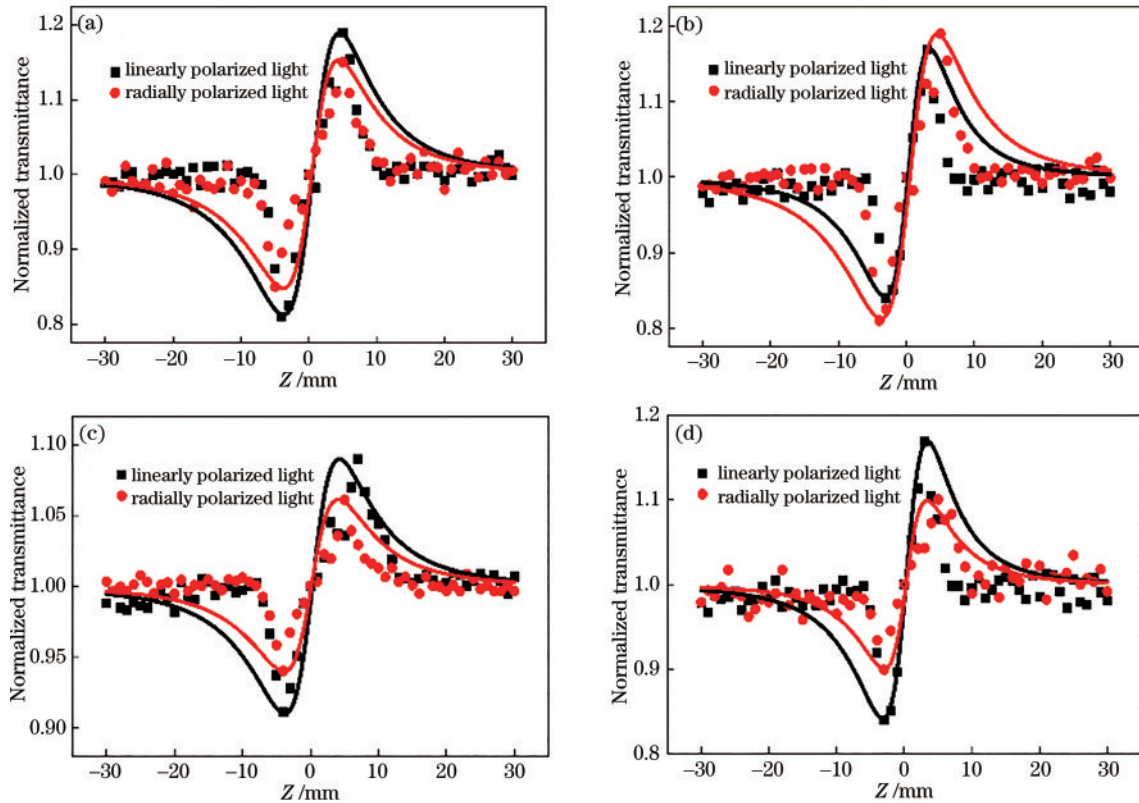 (a)
linearly polarized light
radially polarized light
Normalized transmittance
1.2
1.1
1.0
0.9
0.8
−30 −20 −10 0 10 20 30
Z /mm
(b)
linearly polarized light
radially polarized light
Normalized transmittance
1.2
1.1
1.0
0.9
0.8
−30 −20 −10 0 10 20 30
Z /mm
(c)
linearly polarized light
radially polarized light
Normalized transmittance
1.10
1.05
1.00
0.95
0.90
−30 −20 −10 0 10 20 30
Z /mm
(d)
linearly polarized light
radially polarized light
Normalized transmittance
1.2
1.1
1.0
0.9
0.8
−30 −20 −10 0 10 20 30
Z /mm